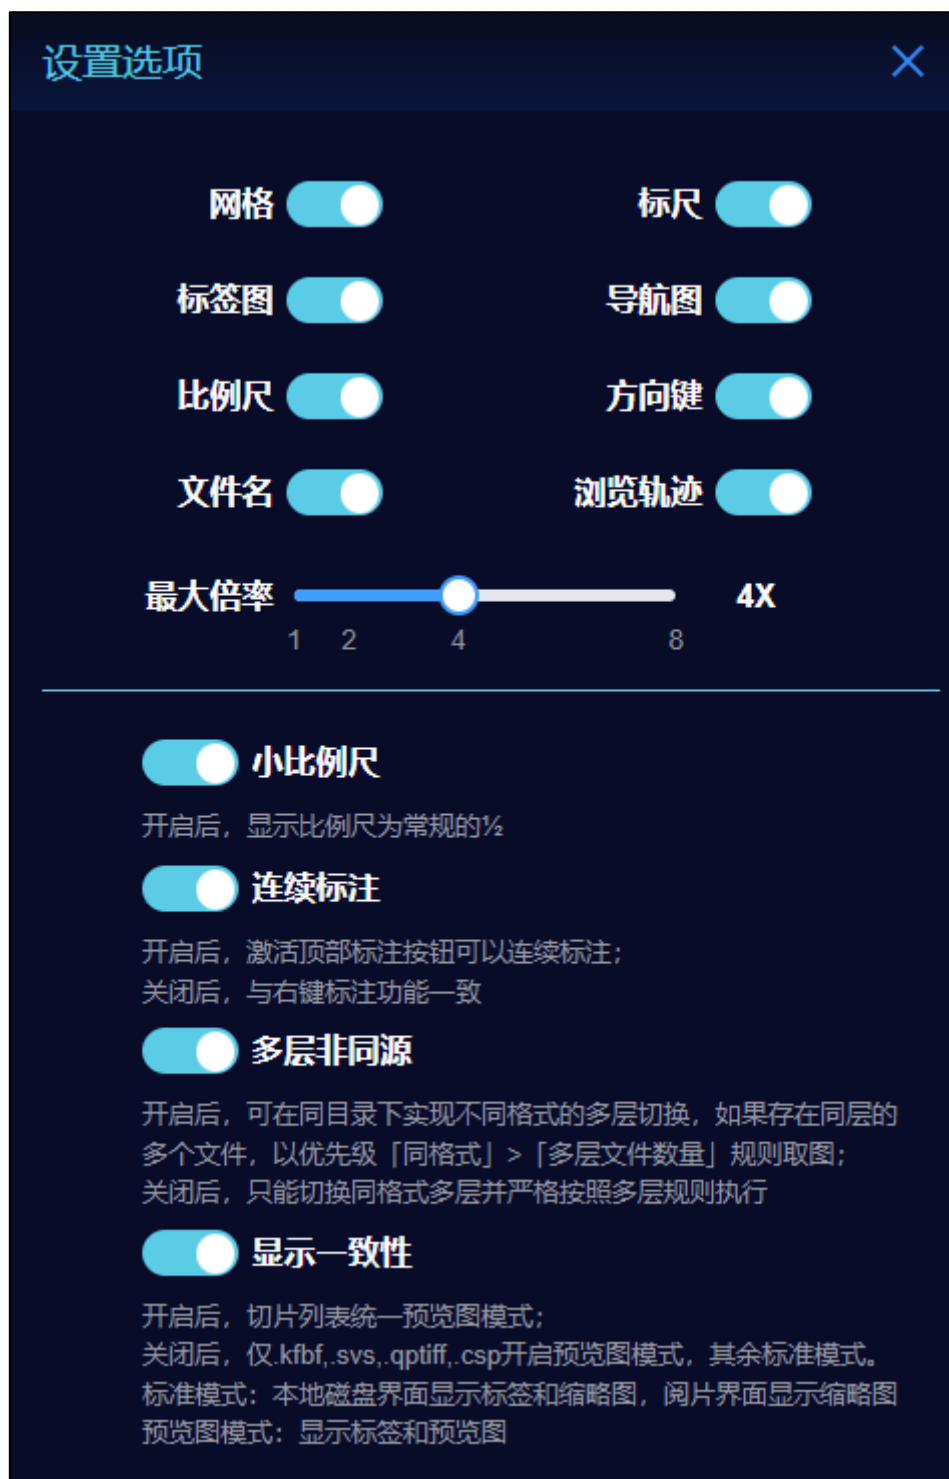 设置选项
网格 标尺
标签图 导航图
比例尺 方向键
文件名 浏览轨迹
最大倍率 4X
1 2 4 8
小比例尺
开启后，显示比例尺为常规的½
连续标注
开启后，激活顶部标注按钮可以连续标注；
关闭后，与右键标注功能一致
多层非同源
开启后，可在同目录下实现不同格式的多层切换，如果存在同层的
多个文件，以优先级「同格式」>「多层文件数量」规则取图；
关闭后，只能切换同格式多层并严格按照多层规则执行
显示一致性
开启后，切片列表统一预览图模式；
关闭后，仅.kfbf,.svs,.qptiff,.csp开启预览图模式，其余标准模式。
标准模式：本地磁盘界面显示标签和缩略图，阅片界面显示缩略图
预览图模式：显示标签和预览图